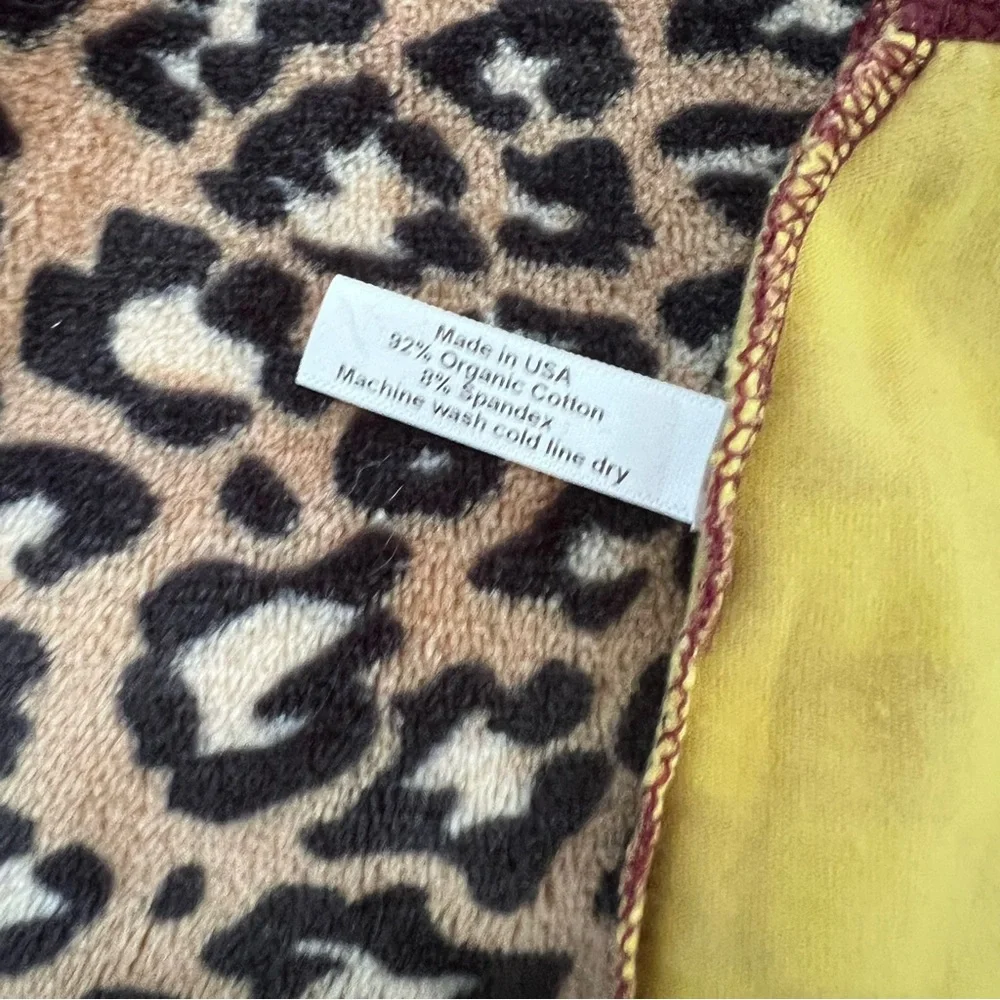 Made in USA
92% Organic Cotton
8% Spandex
Machine wash cold line dry